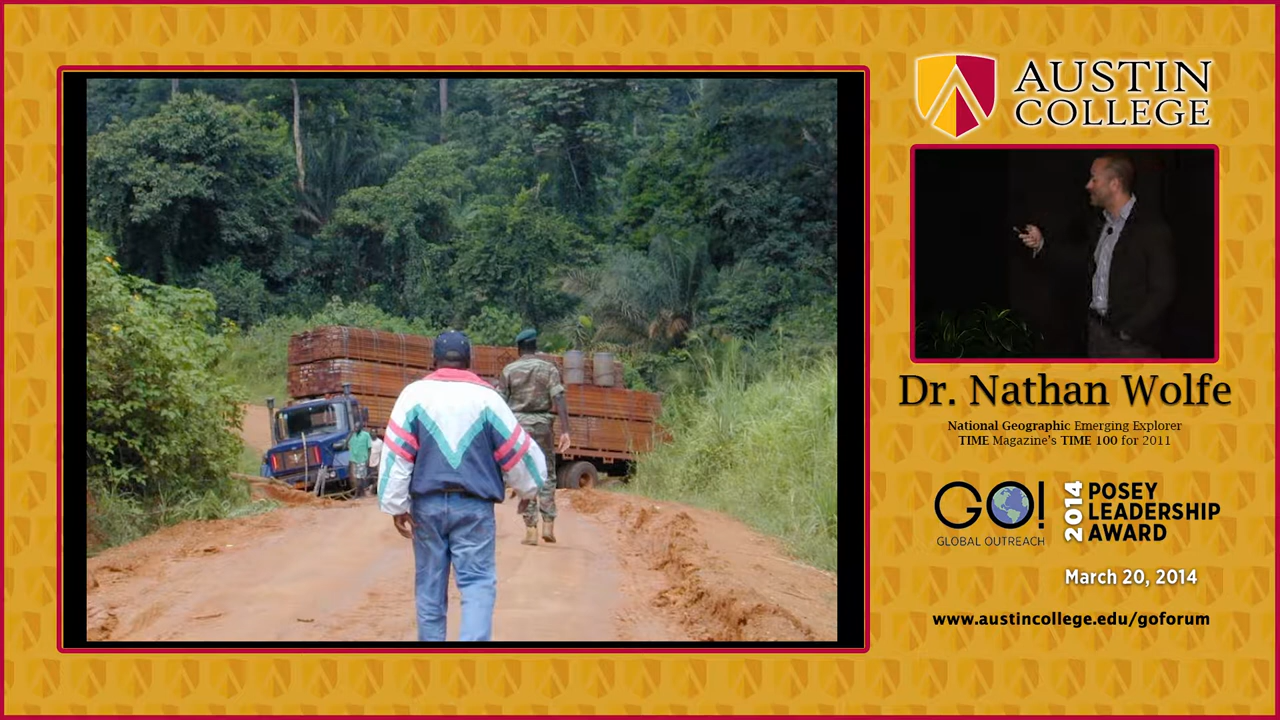 AUSTIN
COLLEGE
Dr. Nathan Wolfe
National Geographic Emerging Explorer
TIME Magazine's TIME 100 for 2011
GO!
GLOBAL OUTREACH
2014
POSEY
LEADERSHIP
AWARD
March 20, 2014
www.austincollege.edu/goforum